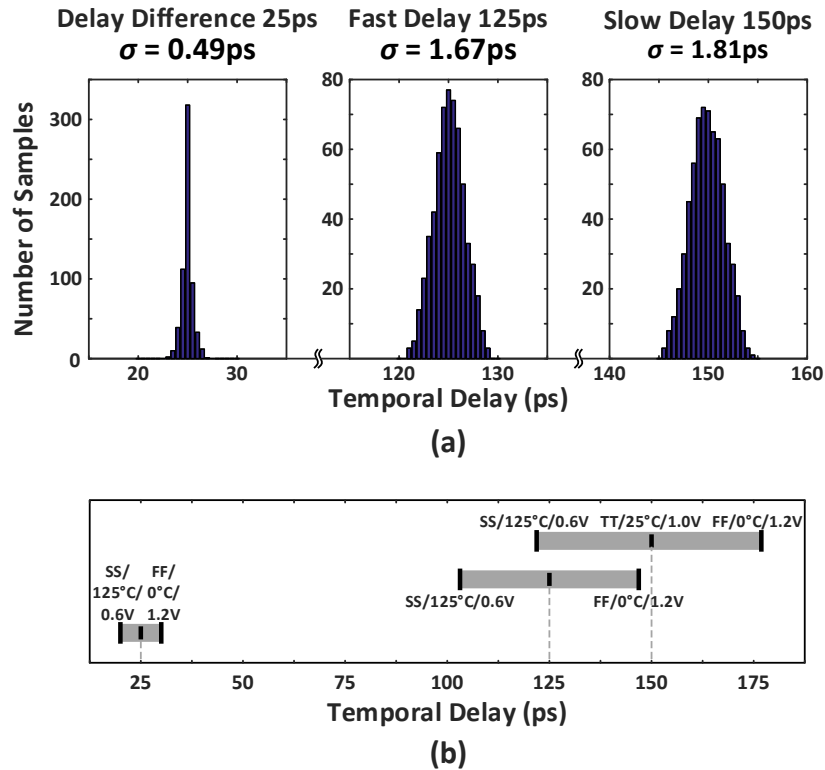 Delay Difference 25ps Fast Delay 125ps Slow Delay 150ps
σ = 0.49ps σ = 1.67ps σ = 1.81ps
Number of Samples
300
200
100
0
20 30
80
60
40
20
0
120 130
80
60
40
20
0
140 150 160
Temporal Delay (ps)
(a)
SS/125°C/0.6V TT/25°C/1.0V FF/0°C/1.2V
SS/ FF/
125°C/ 0°C/
0.6V 1.2V
SS/125°C/0.6V FF/0°C/1.2V
25 50 75 100 125 150 175
Temporal Delay (ps)
(b)